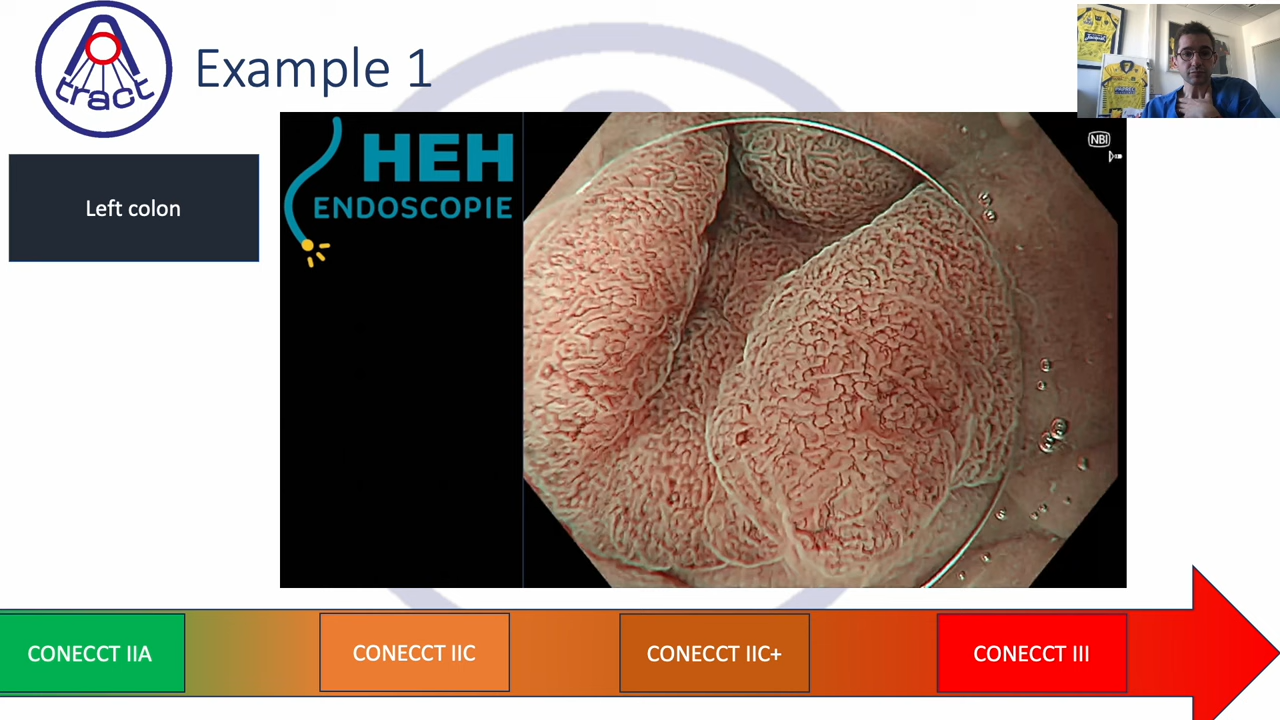 tract
Example 1
Left colon
HEH
ENDOSCOPIE
NBI
CONECCT IIA
CONECCT IIC
CONECCT IIC+
CONECCT III